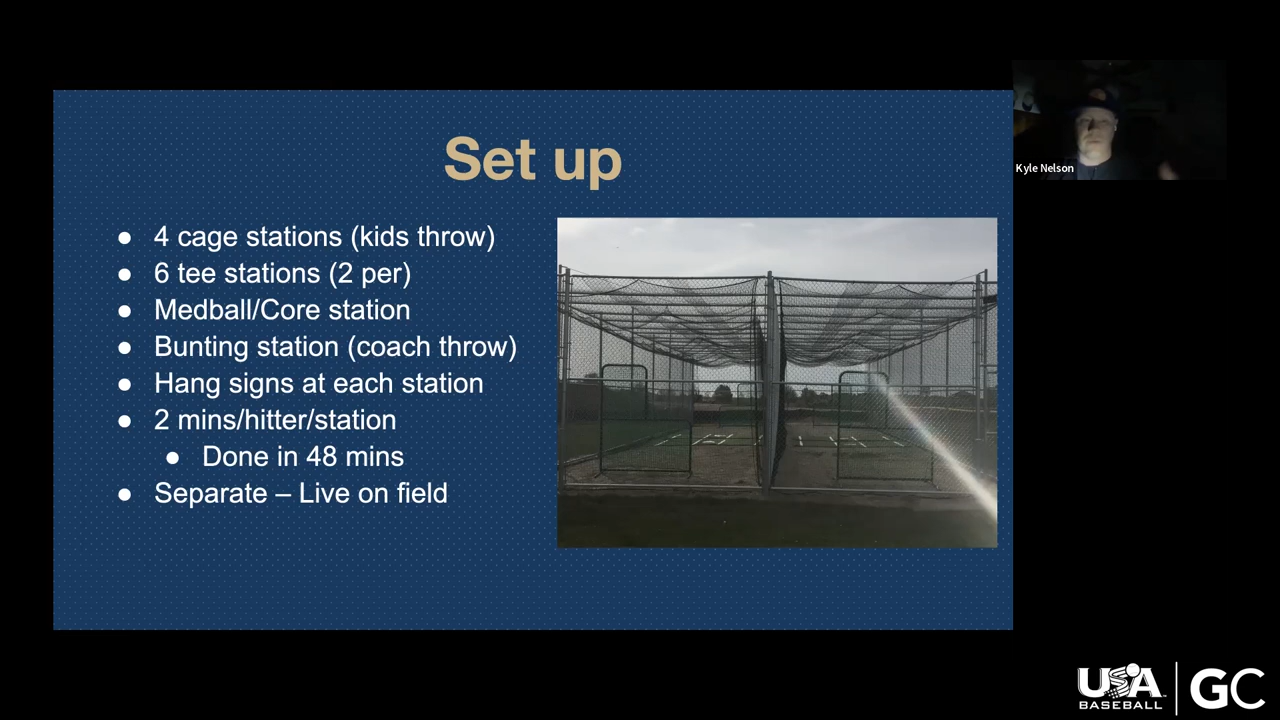 Set up
● 4 cage stations (kids throw)
● 6 tee stations (2 per)
● Medball/Core station
● Bunting station (coach throw)
● Hang signs at each station
● 2 mins/hitter/station
● Done in 48 mins
● Separate – Live on field
Kyle Nelson
USA
BASEBALL
GC